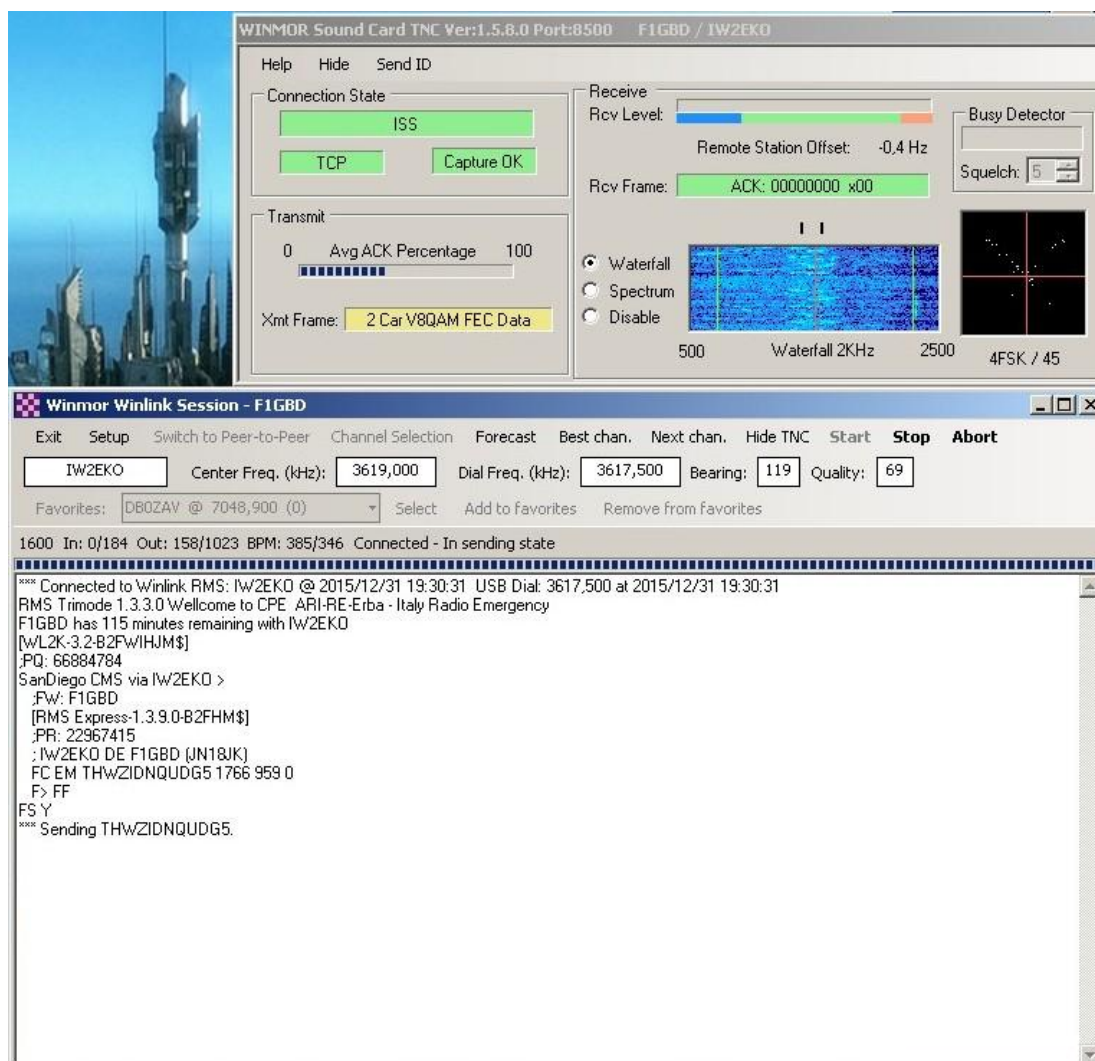 WINMOR Sound Card TNC Ver:1.5.8.0 Port:8500 F1GBD / IW2EKO
Help Hide Send ID
Connection State
ISS
TCP Capture OK
Transmit
0 Avg ACK Percentage 100
Xmt Frame: 2 Car V8QAM FEC Data
Receive
Rcv Level:
Remote Station Offset: -0,4 Hz
Rcv Frame: ACK: 00000000 x00
Waterfall
Spectrum
Disable
500 Waterfall 2KHz 2500
Busy Detector
Squelch: 5
4FSK / 45
Winmor Winlink Session - F1GBD
Exit Setup Switch to Peer-to-Peer Channel Selection Forecast Best chan. Next chan. Hide TNC Start Stop Abort
IW2EKO Center Freq. (kHz): 3619,000 Dial Freq. (kHz): 3617,500 Bearing: 119 Quality: 69
Favorites: DB0ZAV @ 7048,900 (0) Select Add to favorites Remove from favorites
1600 In: 0/184 Out: 158/1023 BPM: 385/346 Connected - In sending state
*** Connected to Winlink RMS: IW2EKO @ 2015/12/31 19:30:31 USB Dial: 3617,500 at 2015/12/31 19:30:31
RMS Trimode 1.3.3.0 Wellcome to CPE ARI-RE-Erba - Italy Radio Emergency
F1GBD has 115 minutes remaining with IW2EKO
[WL2K-3.2-B2FWIHJM$]
;PQ: 66884784
SanDiego CMS via IW2EKO >
;FW: F1GBD
[RMS Express-1.3.9.0-B2FHM$]
;PR: 22967415
; IW2EKO DE F1GBD (JN18JK)
FC EM THWZIDNQUDG5 1766 959 0
F> FF
FS Y
*** Sending THWZIDNQUDG5.